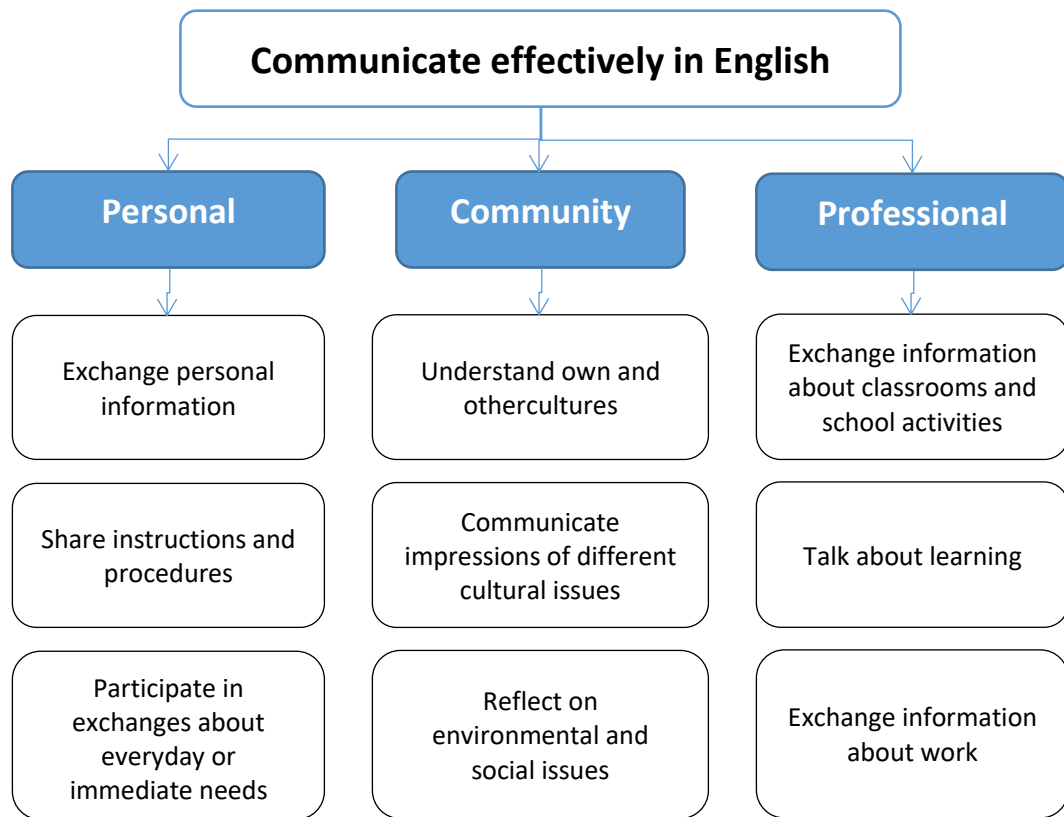 Communicate effectively in English
Personal
Community
Professional
Exchange personal
information
Understand own and
othercultures
Exchange information
about classrooms and
school activities
Share instructions and
procedures
Communicate
impressions of different
cultural issues
Talk about learning
Participate in
exchanges about
everyday or
immediate needs
Reflect on
environmental and
social issues
Exchange information
about work